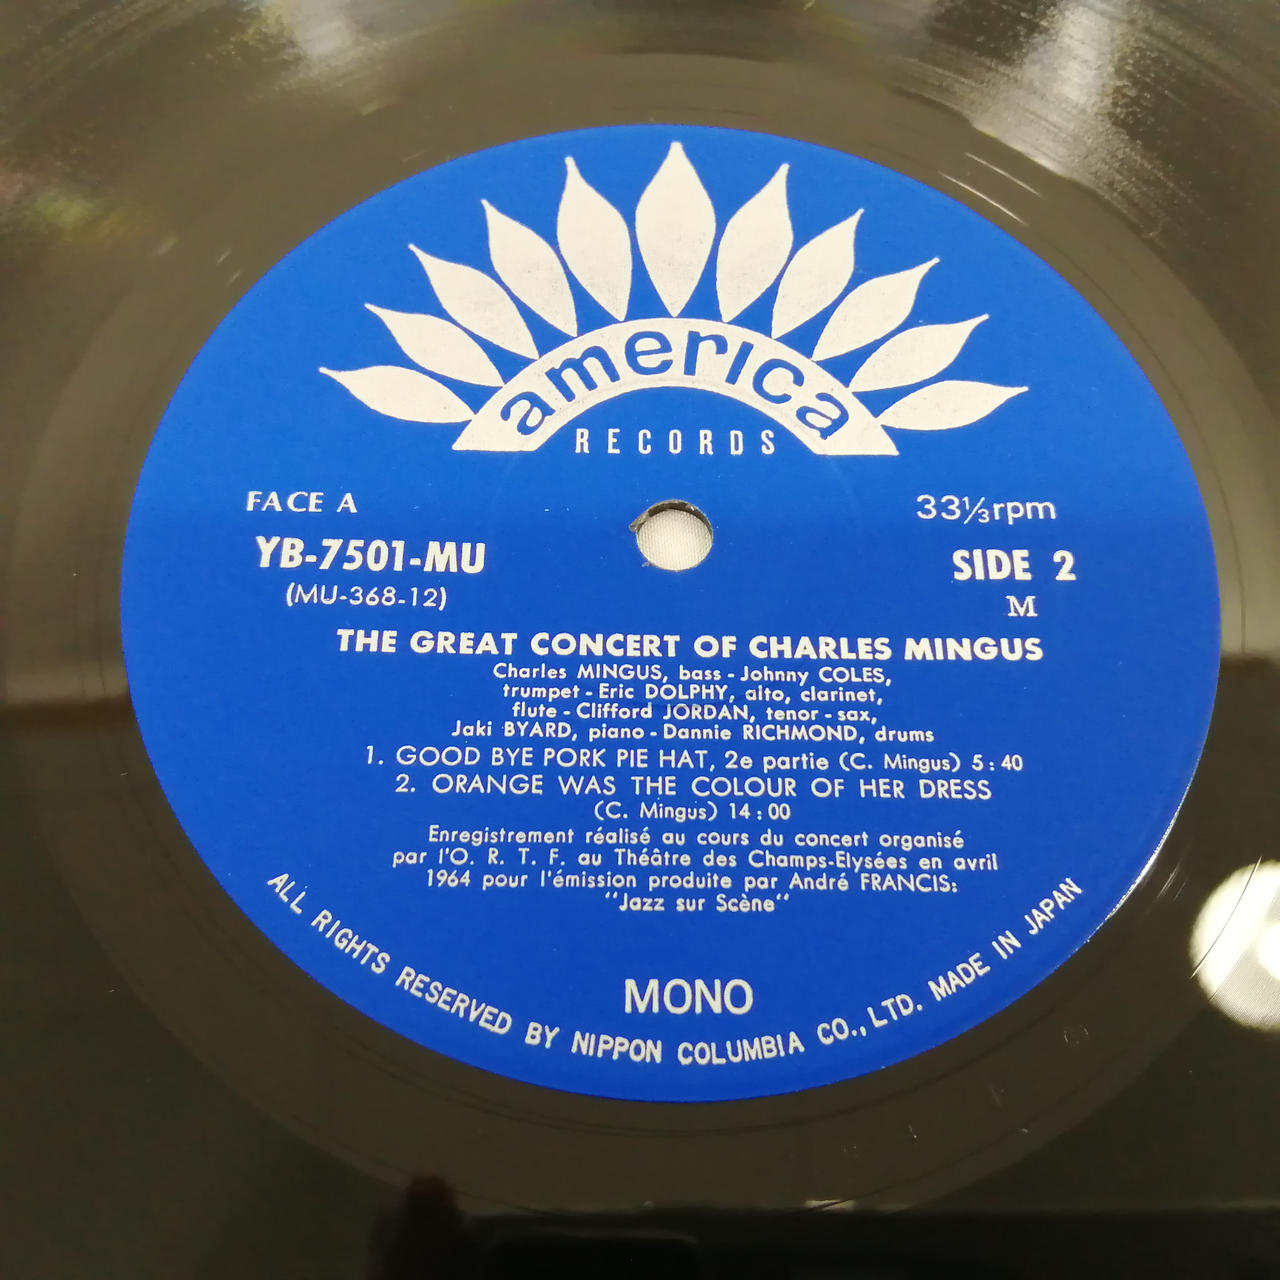 america
RECORDS
FACE A
33⅓rpm
YB-7501-MU
SIDE 2
(MU-368-12)
M
THE GREAT CONCERT OF CHARLES MINGUS
Charles MINGUS, bass - Johnny COLES,
trumpet - Eric DOLPHY, alto, clarinet,
flute - Clifford JORDAN, tenor - sax,
Jaki BYARD, piano - Dannie RICHMOND, drums
1. GOOD BYE PORK PIE HAT, 2e partie (C. Mingus) 5:40
2. ORANGE WAS THE COLOUR OF HER DRESS
(C. Mingus) 14:00
Enregistrement réalisé au cours du concert organisé
par l'O. R. T. F. au Théâtre des Champs-Elysées en avril
1964 pour l'émission produite par André FRANCIS:
"Jazz sur Scène"
MONO
ALL RIGHTS RESERVED BY NIPPON COLUMBIA CO., LTD. MADE IN JAPAN